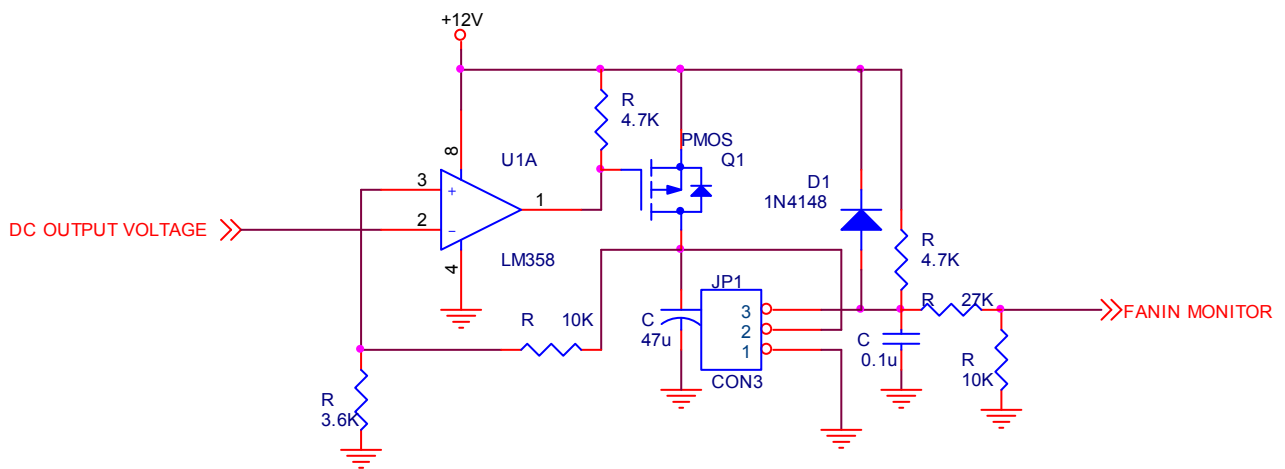 +12V
R
4.7K
PMOS
Q1
8
U1A
3
+
1
2
−
DC OUTPUT VOLTAGE
4
LM358
D1
1N4148
R
4.7K
JP1
R 10K
C
47u
3
2
1
CON3
R 27K
FANIN MONITOR
C
0.1u
R
10K
R
3.6K